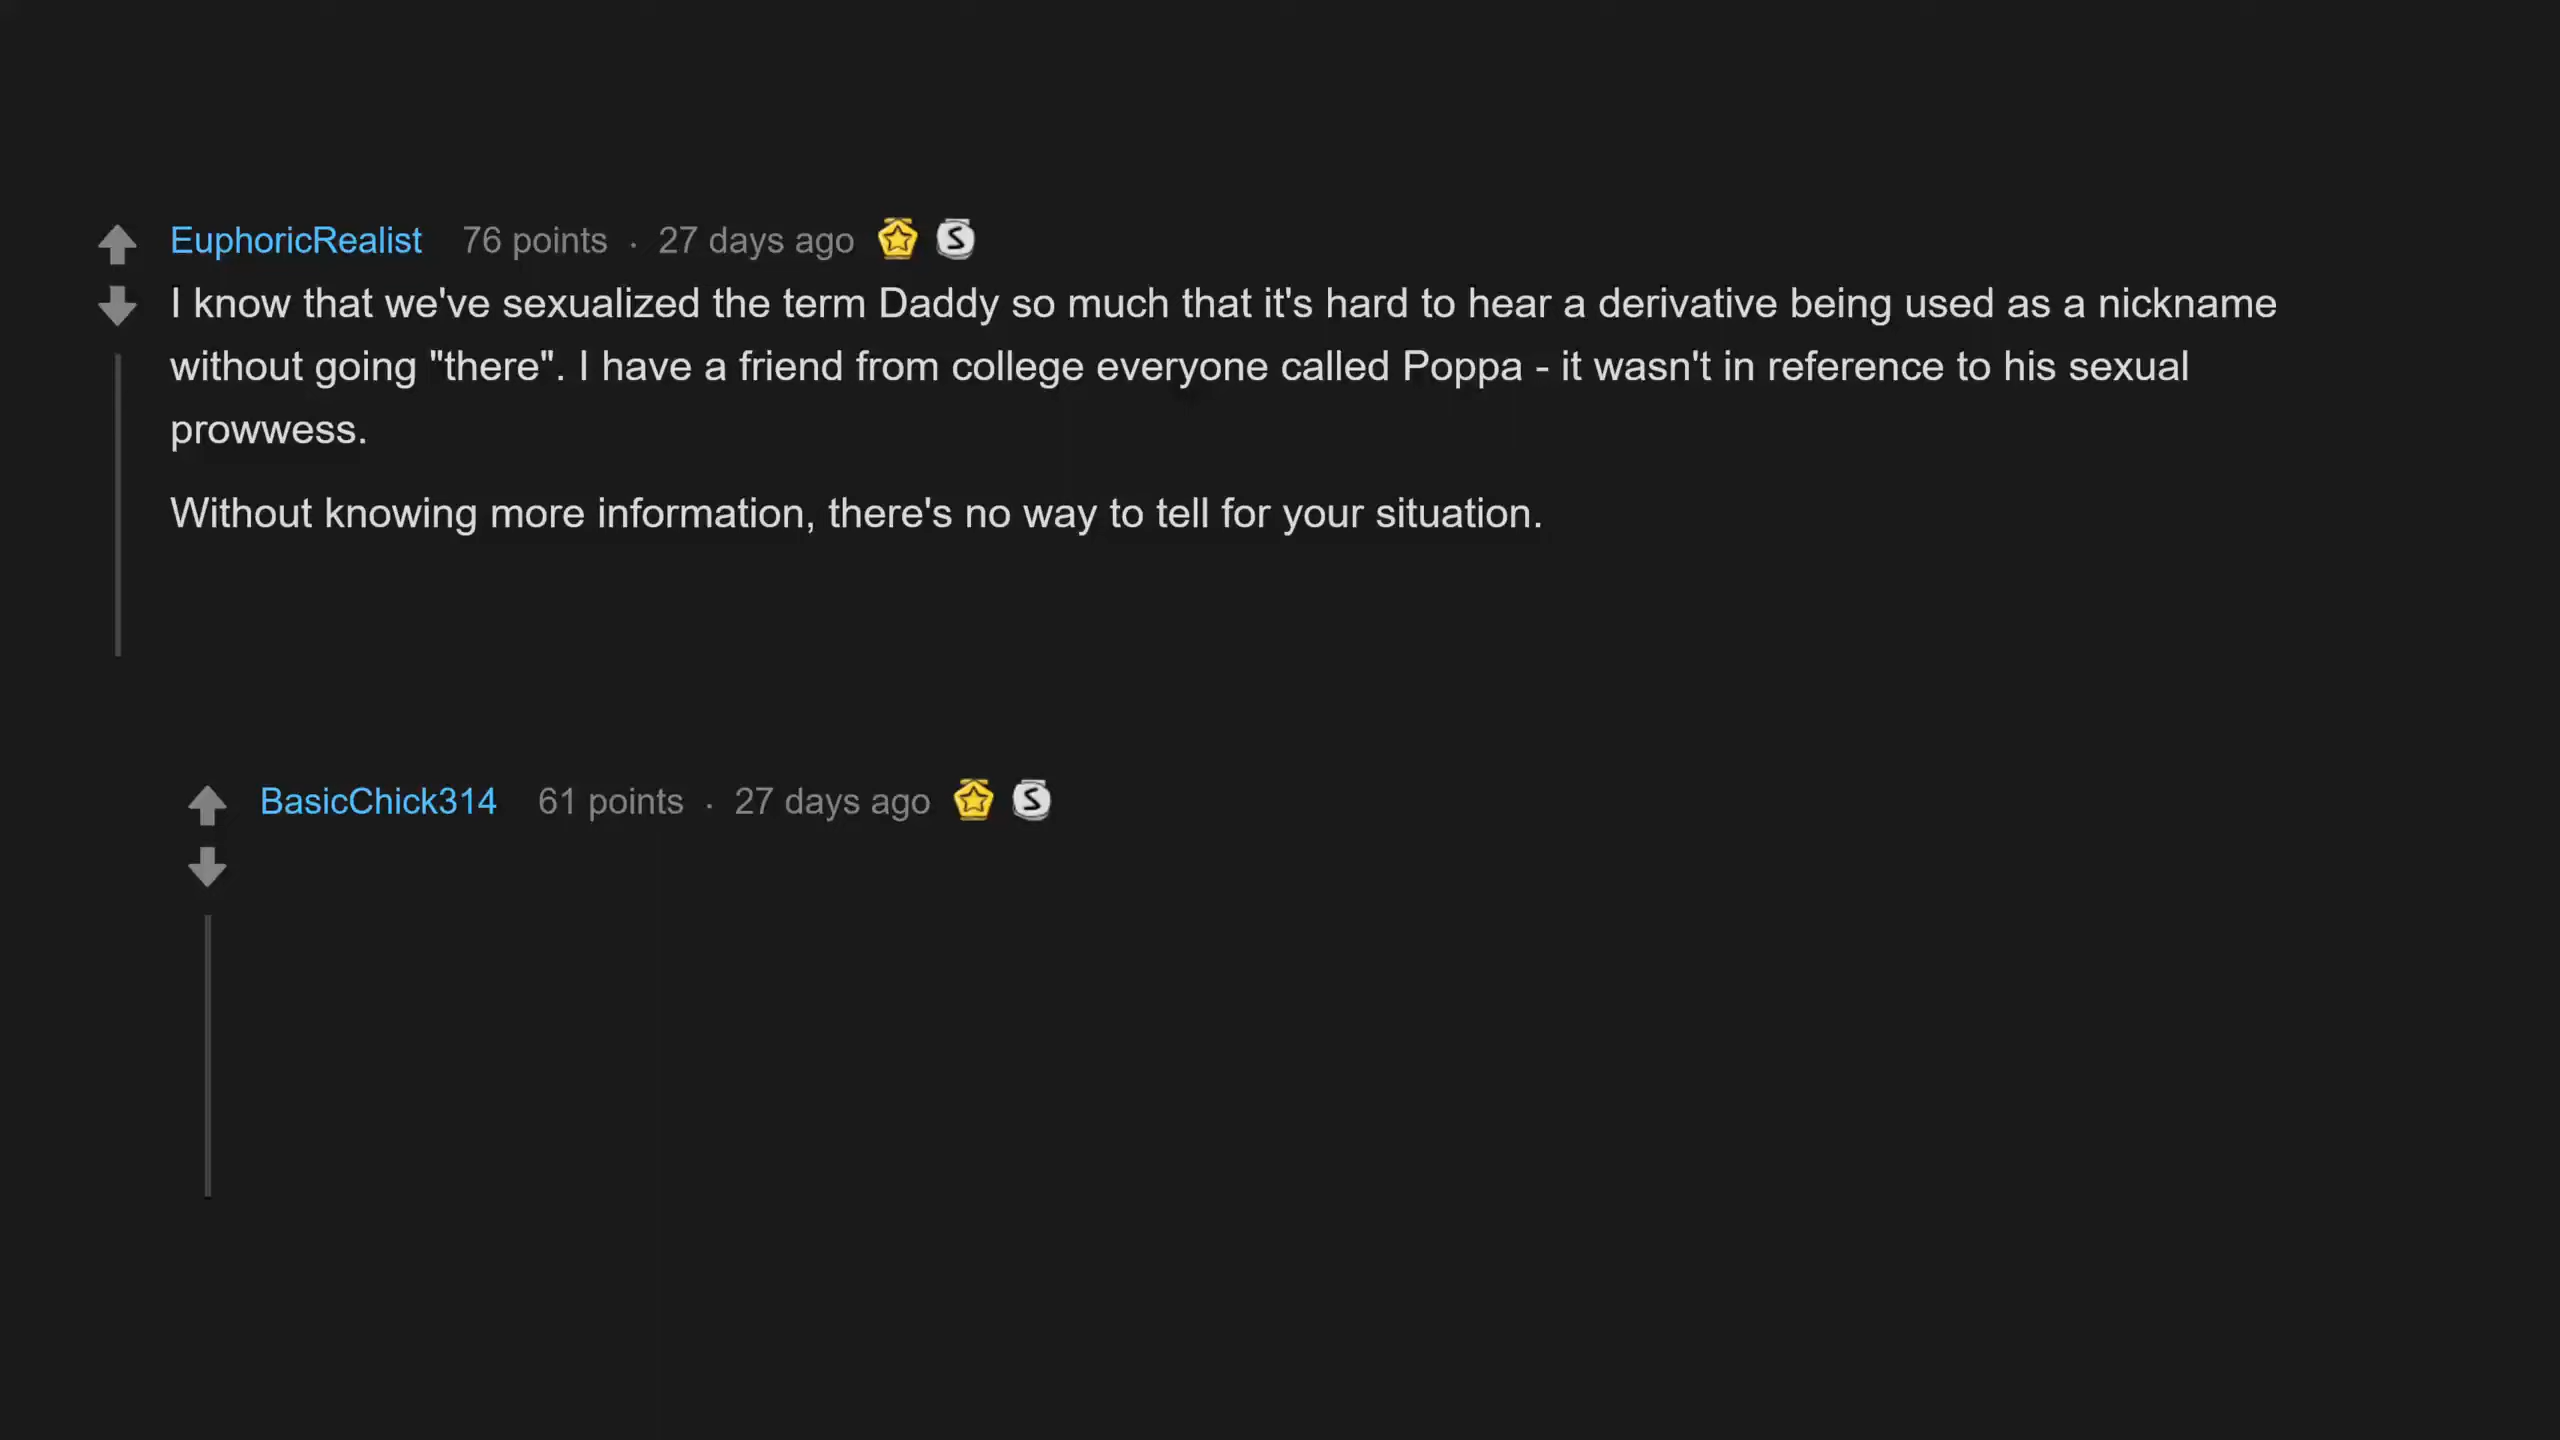 EuphoricRealist 76 points · 27 days ago
I know that we've sexualized the term Daddy so much that it's hard to hear a derivative being used as a nickname
without going "there". I have a friend from college everyone called Poppa - it wasn't in reference to his sexual
prowwess.
Without knowing more information, there's no way to tell for your situation.
BasicChick314 61 points · 27 days ago